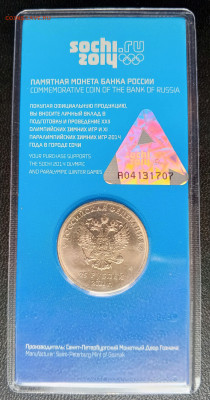 sochi.ru
2014
ПАМЯТНАЯ МОНЕТА БАНКА РОССИИ
COMMEMORATIVE COIN OF THE BANK OF RUSSIA
ПОКУПАЯ ОФИЦИАЛЬНУЮ ПРОДУКЦИЮ,
ВЫ ВНОСИТЕ ЛИЧНЫЙ ВКЛАД В
ПОДГОТОВКУ И ПРОВЕДЕНИЕ XXII
ОЛИМПИЙСКИХ ЗИМНИХ ИГР И XI
ПАРАЛИМПИЙСКИХ ЗИМНИХ ИГР 2014
ГОДА В ГОРОДЕ СОЧИ
YOUR PURCHASE SUPPORTS
THE SOCHI 2014 OLYMPIC
AND PARALYMPIC WINTER GAMES
A04131707
Производитель: Санкт-Петербургский Монетный Двор Гознака
Manufacturer: Saint-Petersburg Mint of Goznak